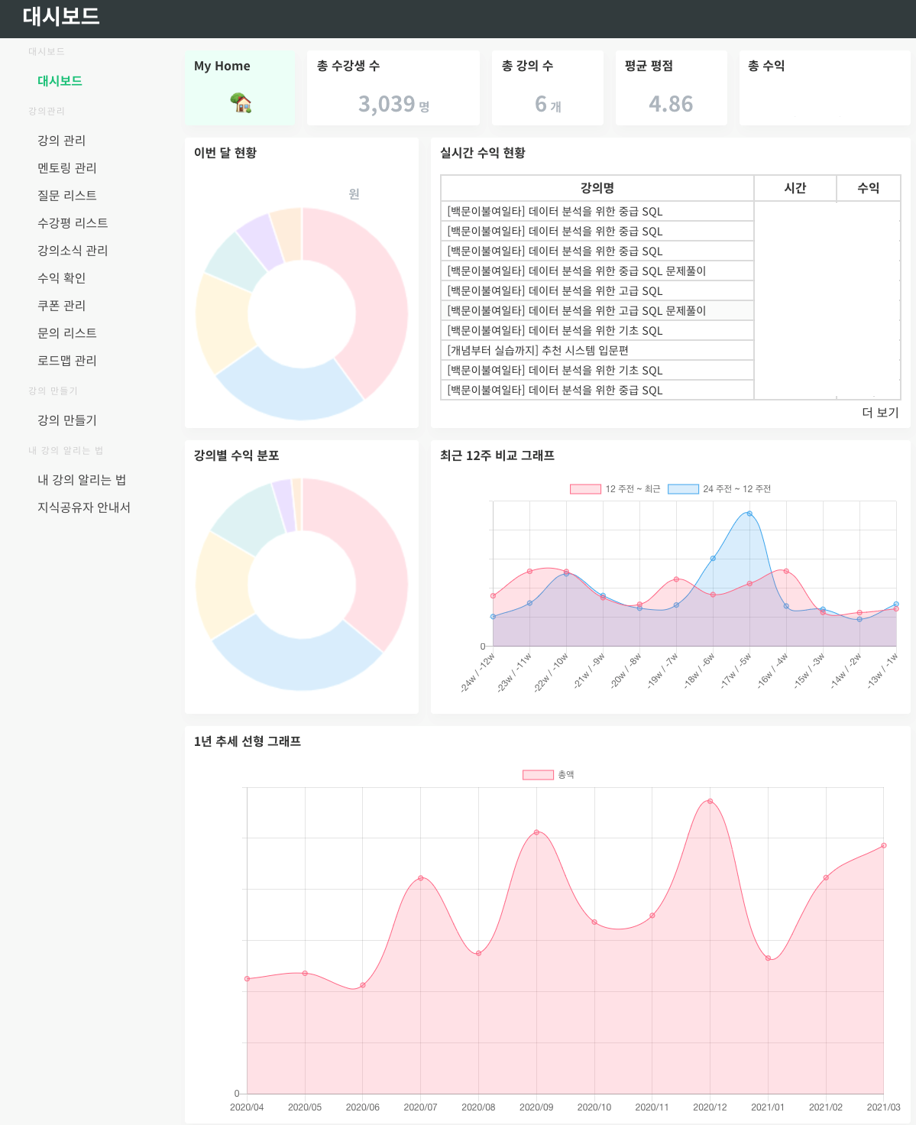 대시보드
대시보드
대시보드
강의관리
강의 관리
멘토링 관리
질문 리스트
수강평 리스트
강의소식 관리
수익 확인
쿠폰 관리
문의 리스트
로드맵 관리
강의 만들기
강의 만들기
내 강의 알리는 법
내 강의 알리는 법
지식공유자 안내서
My Home
총 수강생 수
3,039 명
총 강의 수
6 개
평균 평점
4.86
총 수익
이번 달 현황
원
실시간 수익 현황
강의명 시간 수익
[백문이불여일타] 데이터 분석을 위한 중급 SQL
[백문이불여일타] 데이터 분석을 위한 중급 SQL
[백문이불여일타] 데이터 분석을 위한 중급 SQL
[백문이불여일타] 데이터 분석을 위한 중급 SQL 문제풀이
[백문이불여일타] 데이터 분석을 위한 고급 SQL
[백문이불여일타] 데이터 분석을 위한 고급 SQL 문제풀이
[백문이불여일타] 데이터 분석을 위한 기초 SQL
[개념부터 실습까지] 추천 시스템 입문편
[백문이불여일타] 데이터 분석을 위한 기초 SQL
[백문이불여일타] 데이터 분석을 위한 중급 SQL
더 보기
강의별 수익 분포
최근 12주 비교 그래프
12 주전 ~ 최근 24 주전 ~ 12 주전
0
-24w / -12w
-23w / -11w
-22w / -10w
-21w / -9w
-20w / -8w
-19w / -7w
-18w / -6w
-17w / -5w
-16w / -4w
-15w / -3w
-14w / -2w
-13w / -1w
1년 추세 선형 그래프
총액
0
2020/04 2020/05 2020/06 2020/07 2020/08 2020/09 2020/10 2020/11 2020/12 2021/01 2021/02 2021/03